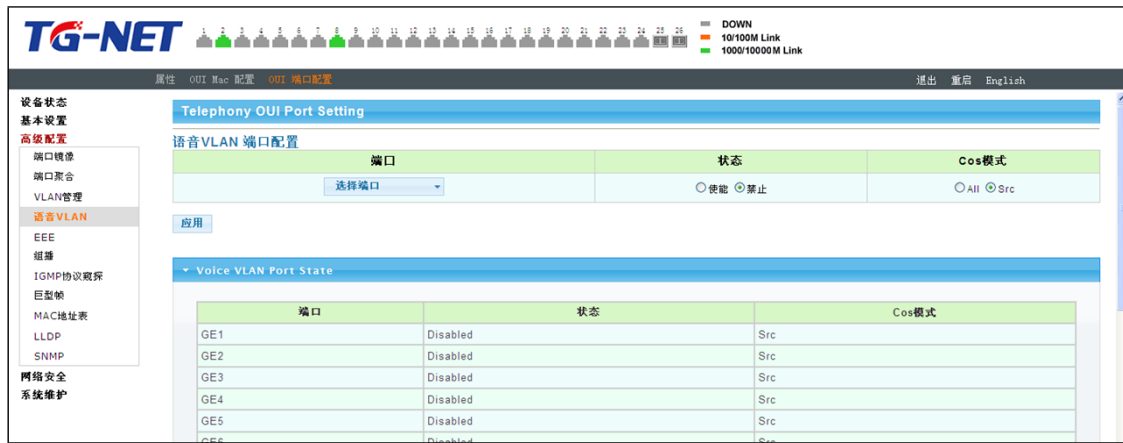 TG-NET
1 2 3 4 5 6 7 8 9 10 11 12 13 14 15 16 17 18 19 20 21 22 23 24 25 26
DOWN
10/100M Link
1000/10000M Link
属性 OUI Mac 配置 OUI 端口配置 退出 重启 English
设备状态
基本设置
高级配置
端口镜像
端口聚合
VLAN管理
语音VLAN
EEE
组播
IGMP协议窥探
巨型帧
MAC地址表
LLDP
SNMP
网络安全
系统维护
Telephony OUI Port Setting
语音VLAN 端口配置
端口 状态 Cos模式
选择端口 使能 禁止 All Src
应用
Voice VLAN Port State
端口 状态 Cos模式
GE1 Disabled Src
GE2 Disabled Src
GE3 Disabled Src
GE4 Disabled Src
GE5 Disabled Src
GE6 Disabled Src